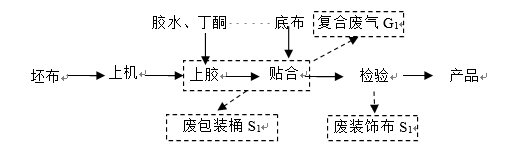 胶水、丁酮 底布 复合废气 G1
坯布 上机 上胶 贴合 检验 产品
废包装桶 S1 废装饰布 S1